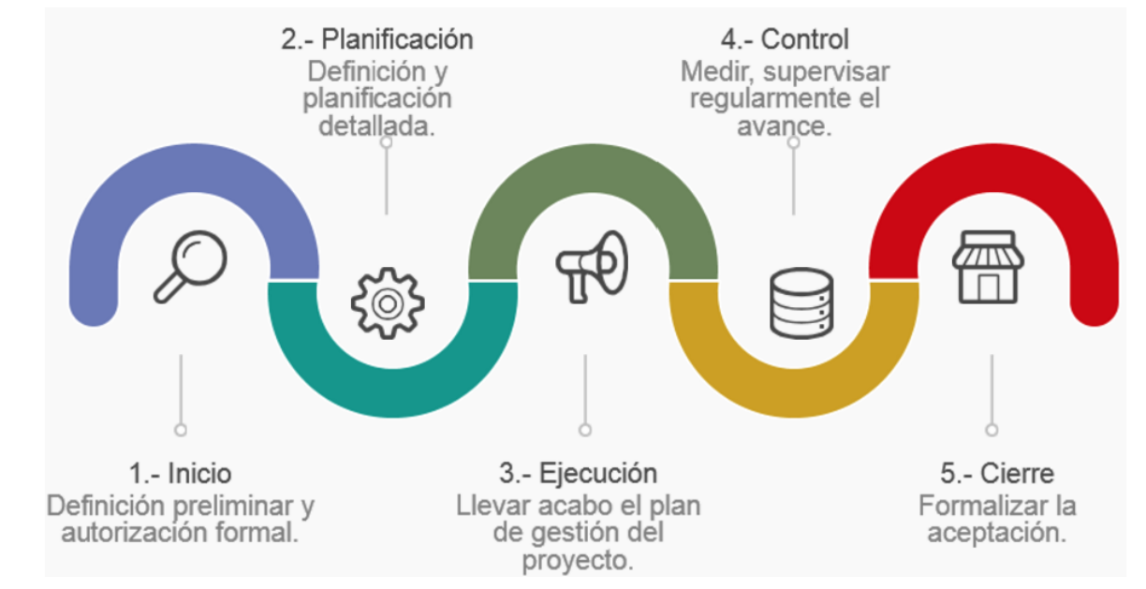 2.- Planificación
Definición y
planificación
detallada.
4.- Control
Medir, supervisar
regularmente el
avance.
1.- Inicio
Definición preliminar y
autorización formal.
3.- Ejecución
Llevar acabo el plan
de gestión del
proyecto.
5.- Cierre
Formalizar la
aceptación.